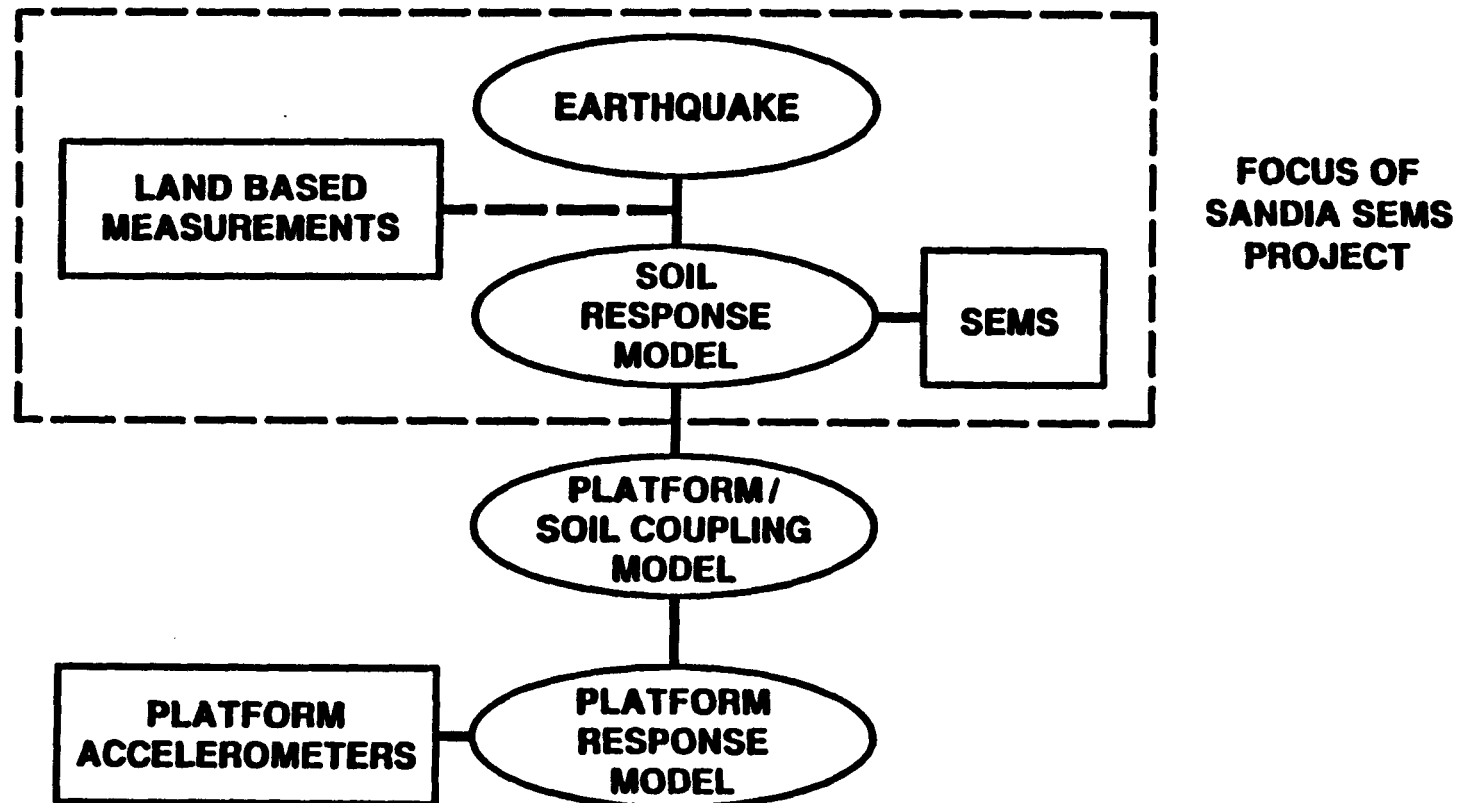 EARTHQUAKE
LAND BASED
MEASUREMENTS
FOCUS OF
SANDIA SEMS
PROJECT
SOIL
RESPONSE
MODEL
SEMS
PLATFORM/
SOIL COUPLING
MODEL
PLATFORM
ACCELEROMETERS
PLATFORM
RESPONSE
MODEL